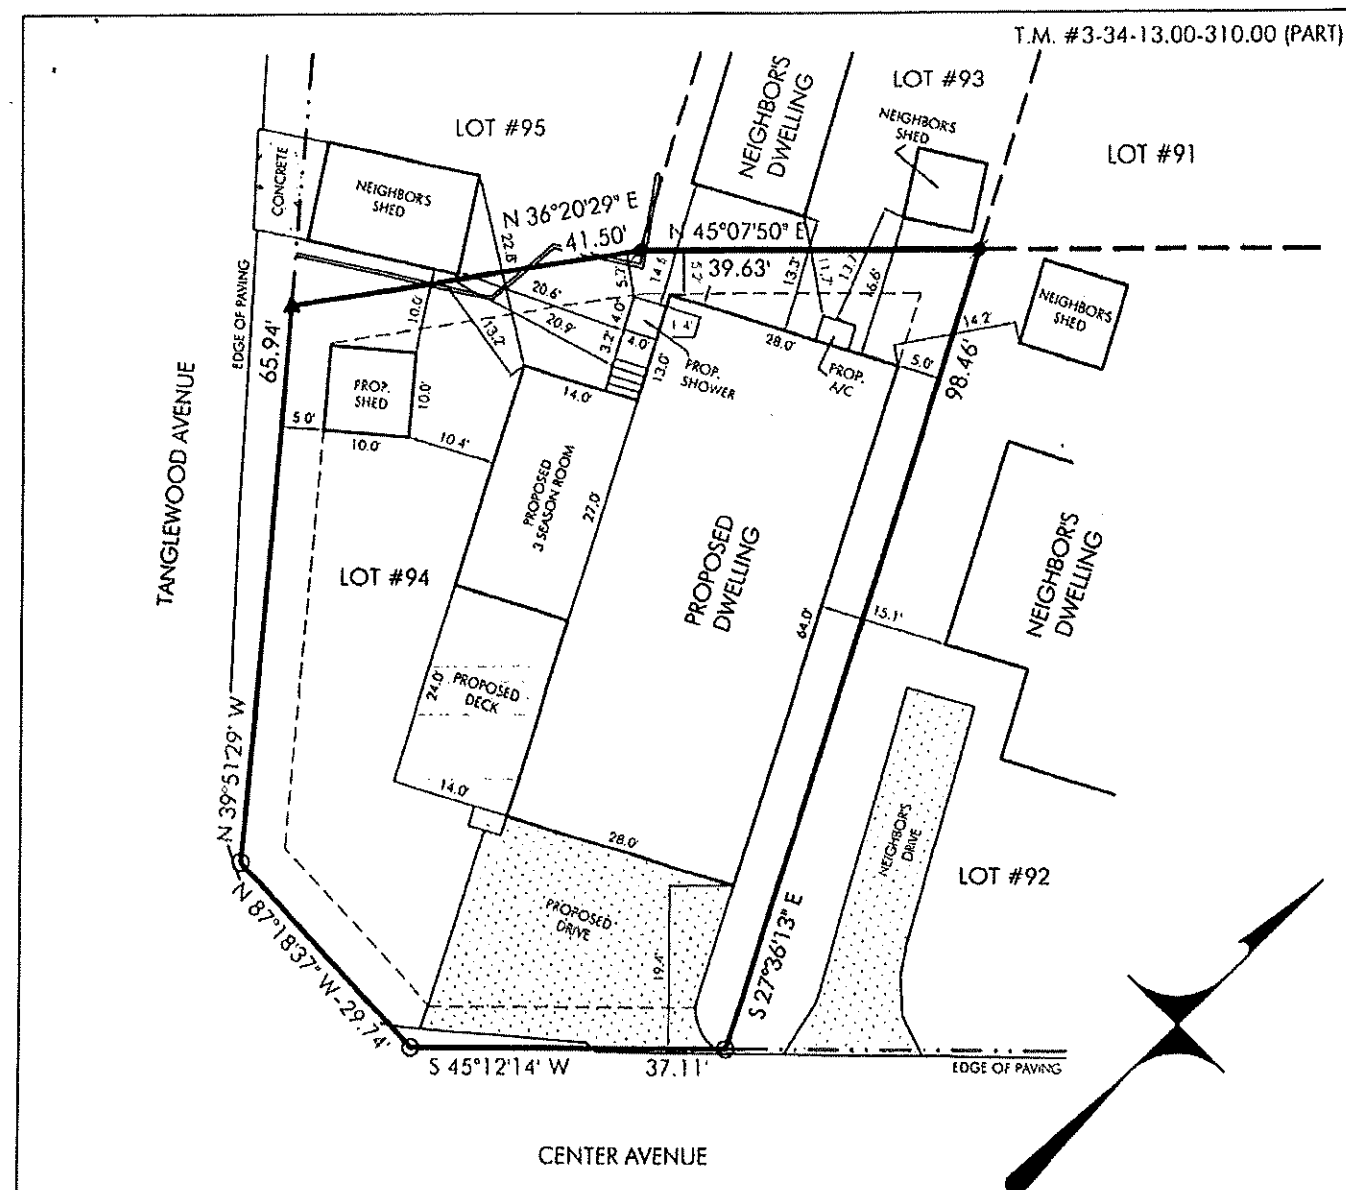 T.M. #3-34-13.00-310.00 (PART)
LOT #95
NEIGHBOR'S
DWELLING
LOT #93
NEIGHBOR'S
SHED
LOT #91
CONCRETE
NEIGHBOR'S
SHED
N 36°20'29" E
41.50'
N 45°07'50" E
39.63'
22.8'
5.7'
14.5'
5.7'
13.3'
11.7'
13.1'
16.6'
NEIGHBOR'S
SHED
EDGE OF PAVING
65.94'
10.0'
20.6'
20.9'
(13.2'
4.0'
3.2'
4.0'
13.0'
4'
28.0'
14.2'
5.0'
98.46'
PROP.
SHOWER
PROP.
A/C
PROP.
SHED
10.0'
5.0'
10.0'
10.4'
14.0'
TANGLEWOOD AVENUE
PROPOSED
3 SEASON ROOM
27.0'
PROPOSED
DWELLING
64.0'
15.1'
NEIGHBOR'S
DWELLING
LOT #94
24.0'
PROPOSED
DECK
14.0'
N 39°51'29' W
28.0'
NEIGHBOR'S
DRIVE
LOT #92
N 87°18'37" W-29.74'
PROPOSED
DRIVE
19.4'
S 27°36'13" E
S 45°12'14' W
37.11'
EDGE OF PAVING
CENTER AVENUE